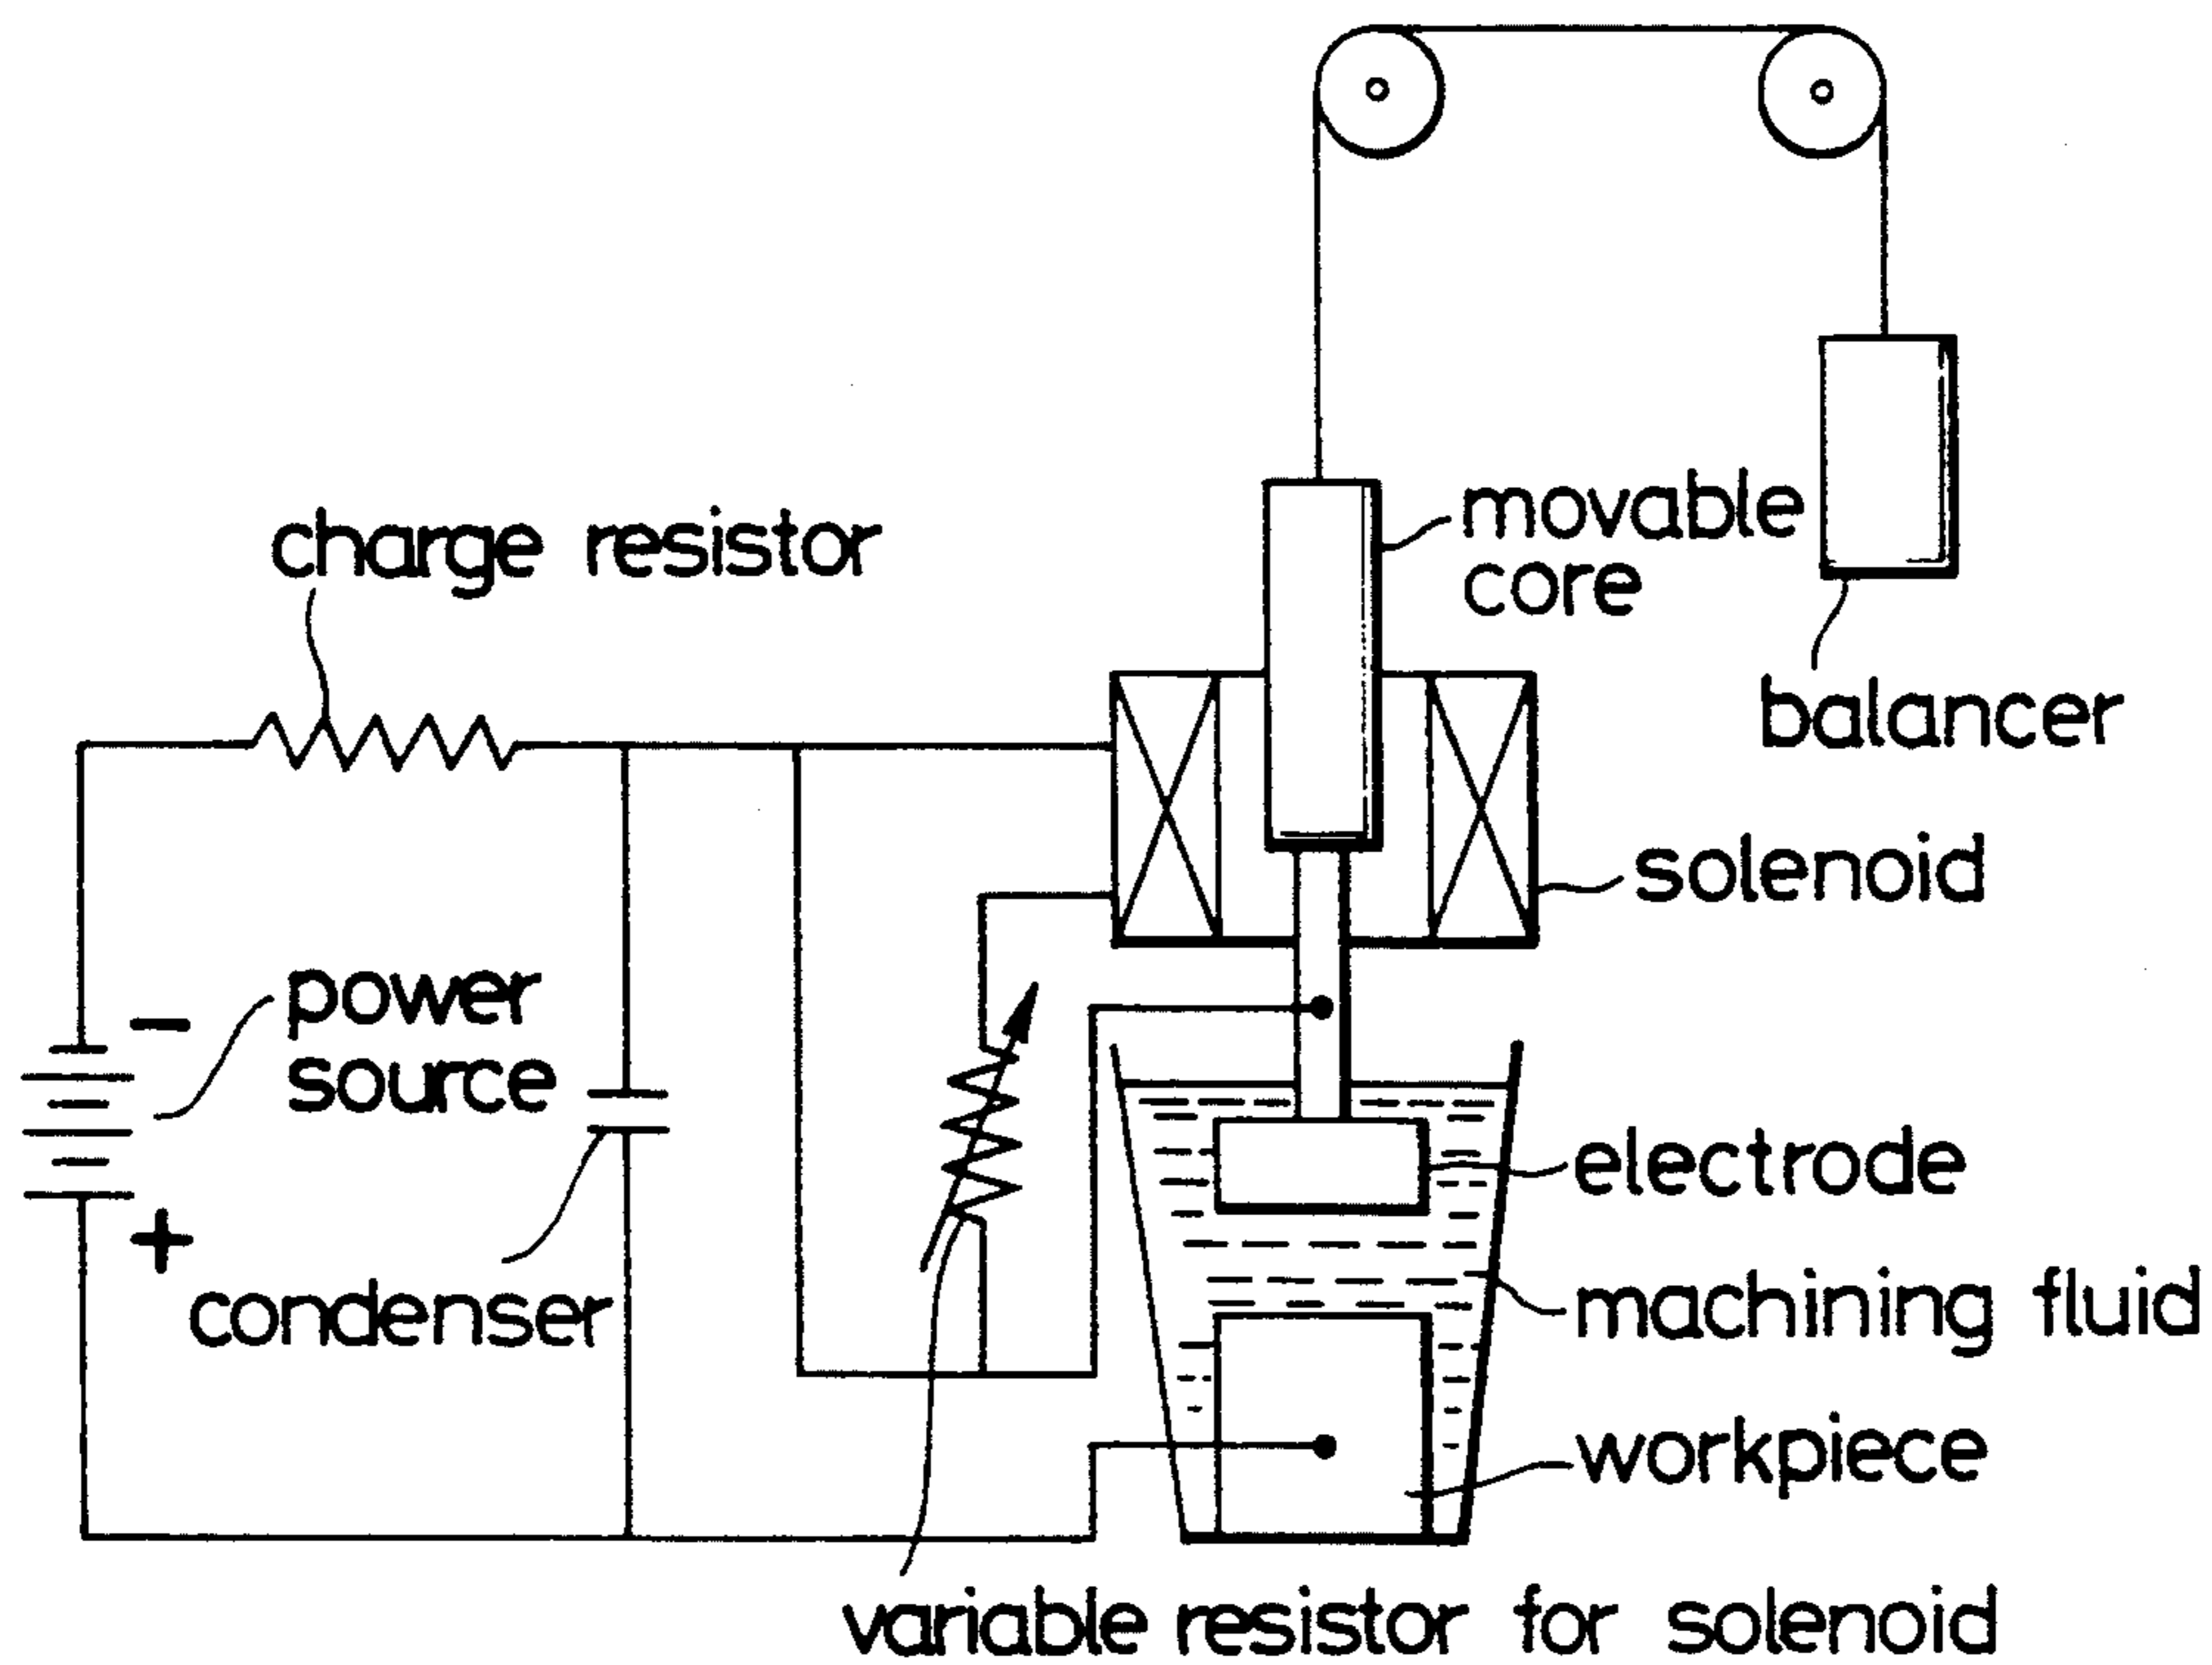 movable
core
charge resistor
balancer
solenoid
-
power
source
electrode
+
condenser
machining fluid
workpiece
variable resistor for solenoid